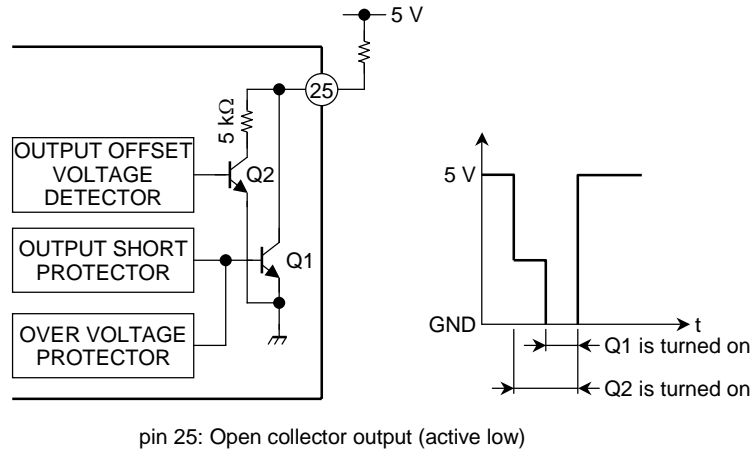 5 V
25
5 kΩ
OUTPUT OFFSET
VOLTAGE
DETECTOR
Q2
OUTPUT SHORT
PROTECTOR
Q1
OVER VOLTAGE
PROTECTOR
5 V
GND
t
Q1 is turned on
Q2 is turned on
pin 25: Open collector output (active low)